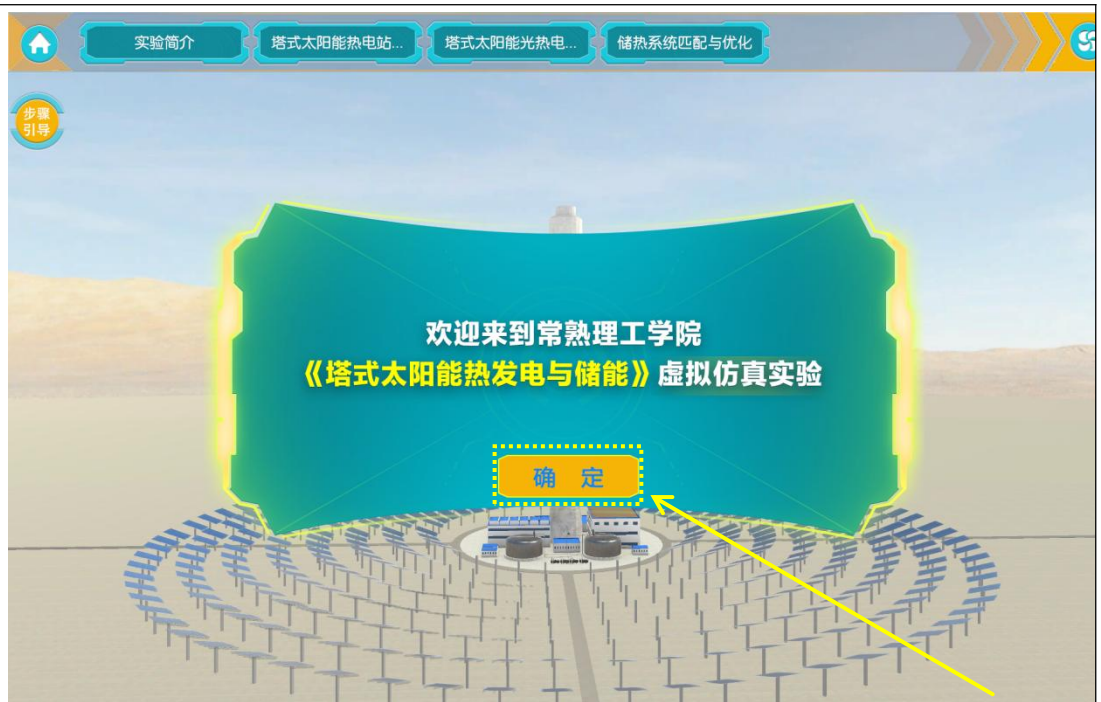 实验简介
塔式太阳能热电站...
塔式太阳能光热电...
储热系统匹配与优化
步骤
引导
欢迎来到常熟理工学院
《塔式太阳能热发电与储能》虚拟仿真实验
确 定